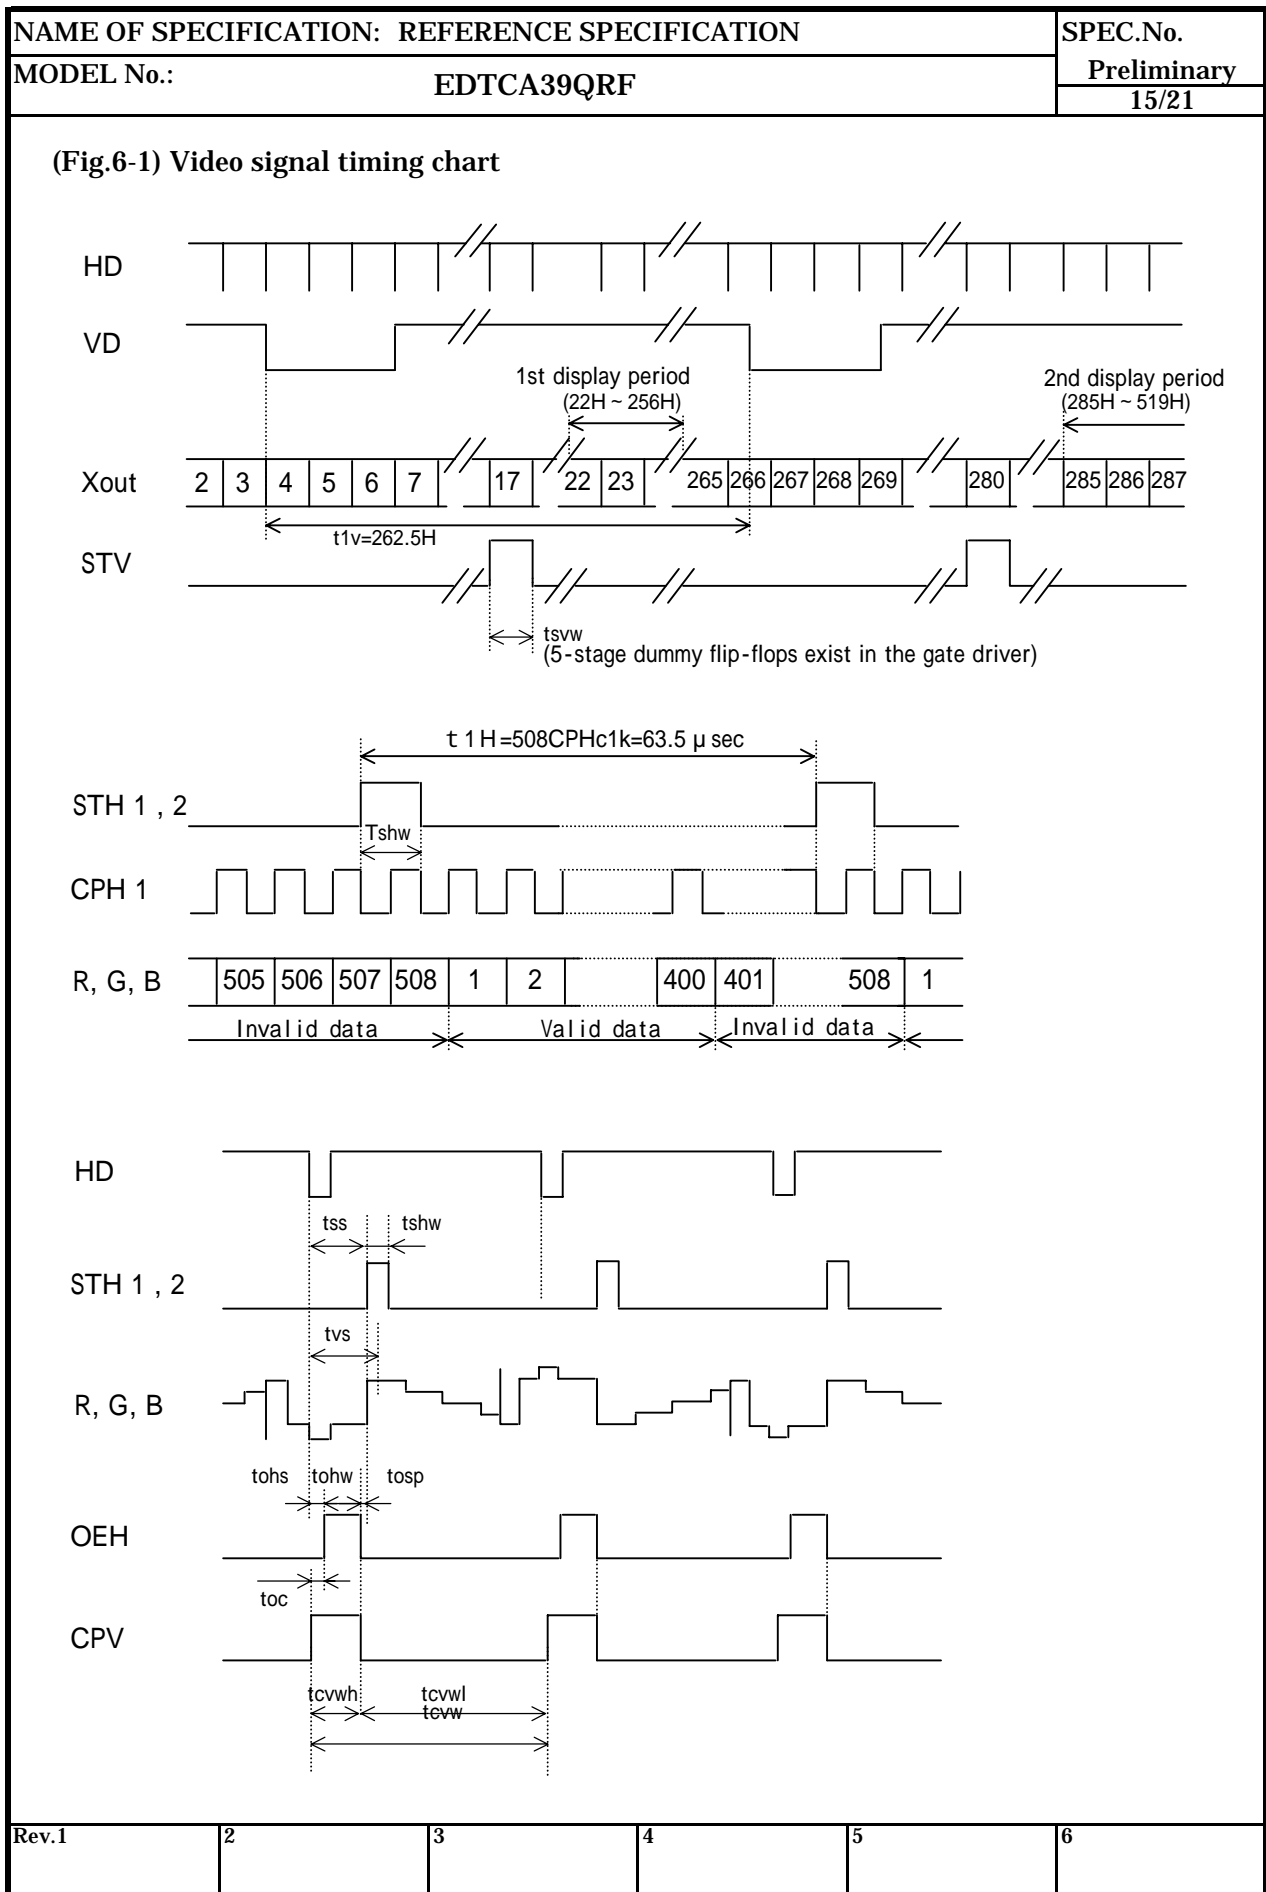 NAME OF SPECIFICATION: REFERENCE SPECIFICATION
SPEC.No.
MODEL No.:
EDTCA39QRF
Preliminary
15/21
(Fig.6-1) Video signal timing chart
HD
VD
1st display period
(22H ~ 256H)
2nd display period
(285H ~ 519H)
Xout 2 3 4 5 6 7 17 22 23 265 266 267 268 269 280 285 286 287
t1v=262.5H
STV
tsvw
(5-stage dummy flip-flops exist in the gate driver)
t 1 H =508CPHc1k=63.5 µ sec
STH 1 , 2
Tshw
CPH 1
R, G, B 505 506 507 508 1 2 400 401 508 1
Invalid data Valid data Invalid data
HD
tss tshw
STH 1 , 2
tvs
R, G, B
tohs tohw tosp
OEH
toc
CPV
tcvwh tcvwl
tcvw
Rev.1 2 3 4 5 6